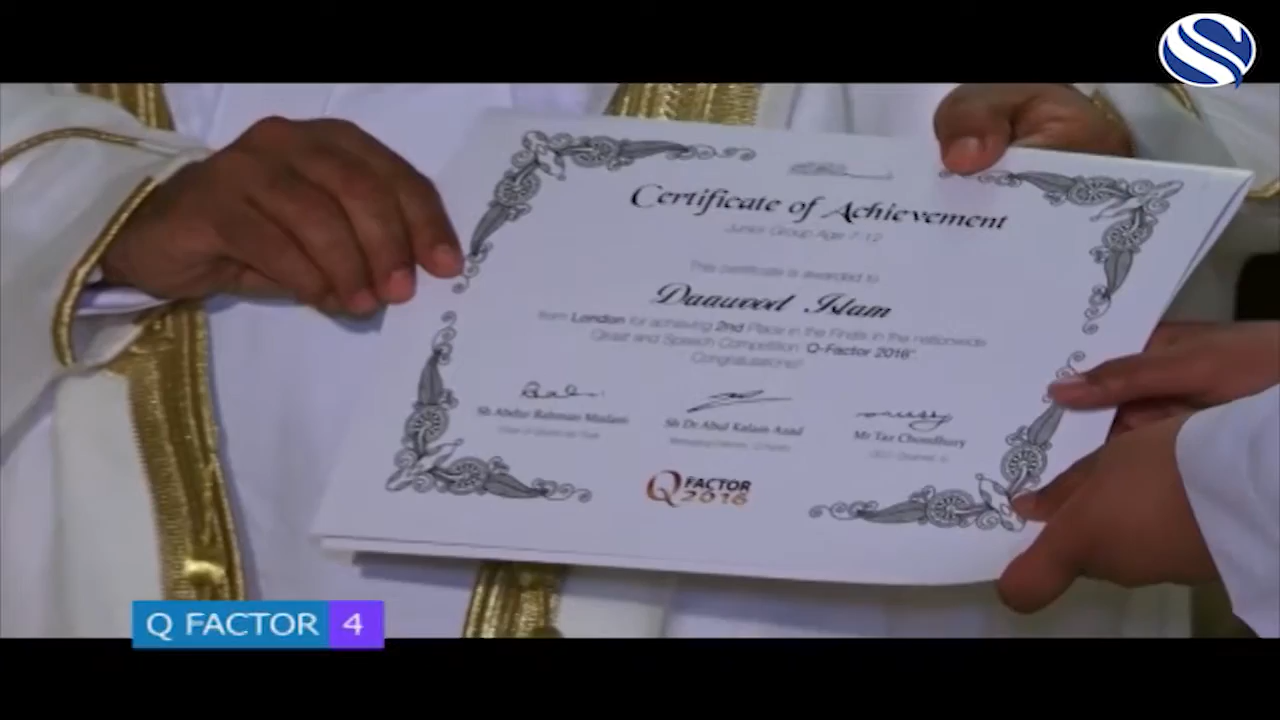 S
Certificate of Achievement
Junior Group Age 7-12
This certificate is awarded to
Daawood Islam
from London for achieving 2nd Place in the Finals in the nationwide
Qiraat and Speech Competition "Q-Factor 2016".
Congratulations!
Sh Abdur Rahman Madani
Sh Dr Abul Kalam Azad
Mr Taz Choudhury
Q FACTOR
2016
Q FACTOR 4